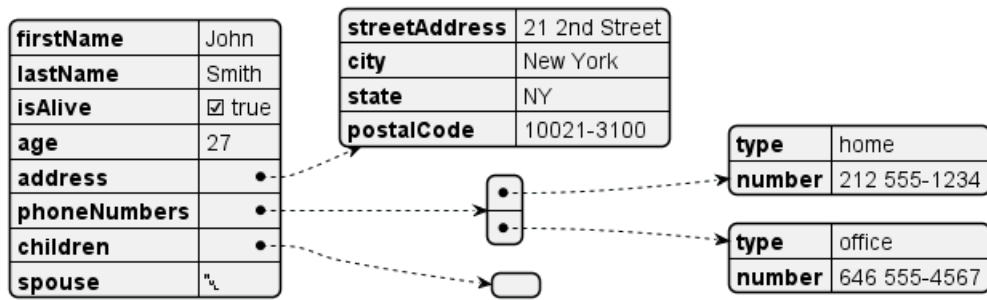 firstName John
lastName Smith
isAlive ☑ true
age 27
address
phoneNumbers
children
spouse ␀
streetAddress 21 2nd Street
city New York
state NY
postalCode 10021-3100
type home
number 212 555-1234
type office
number 646 555-4567